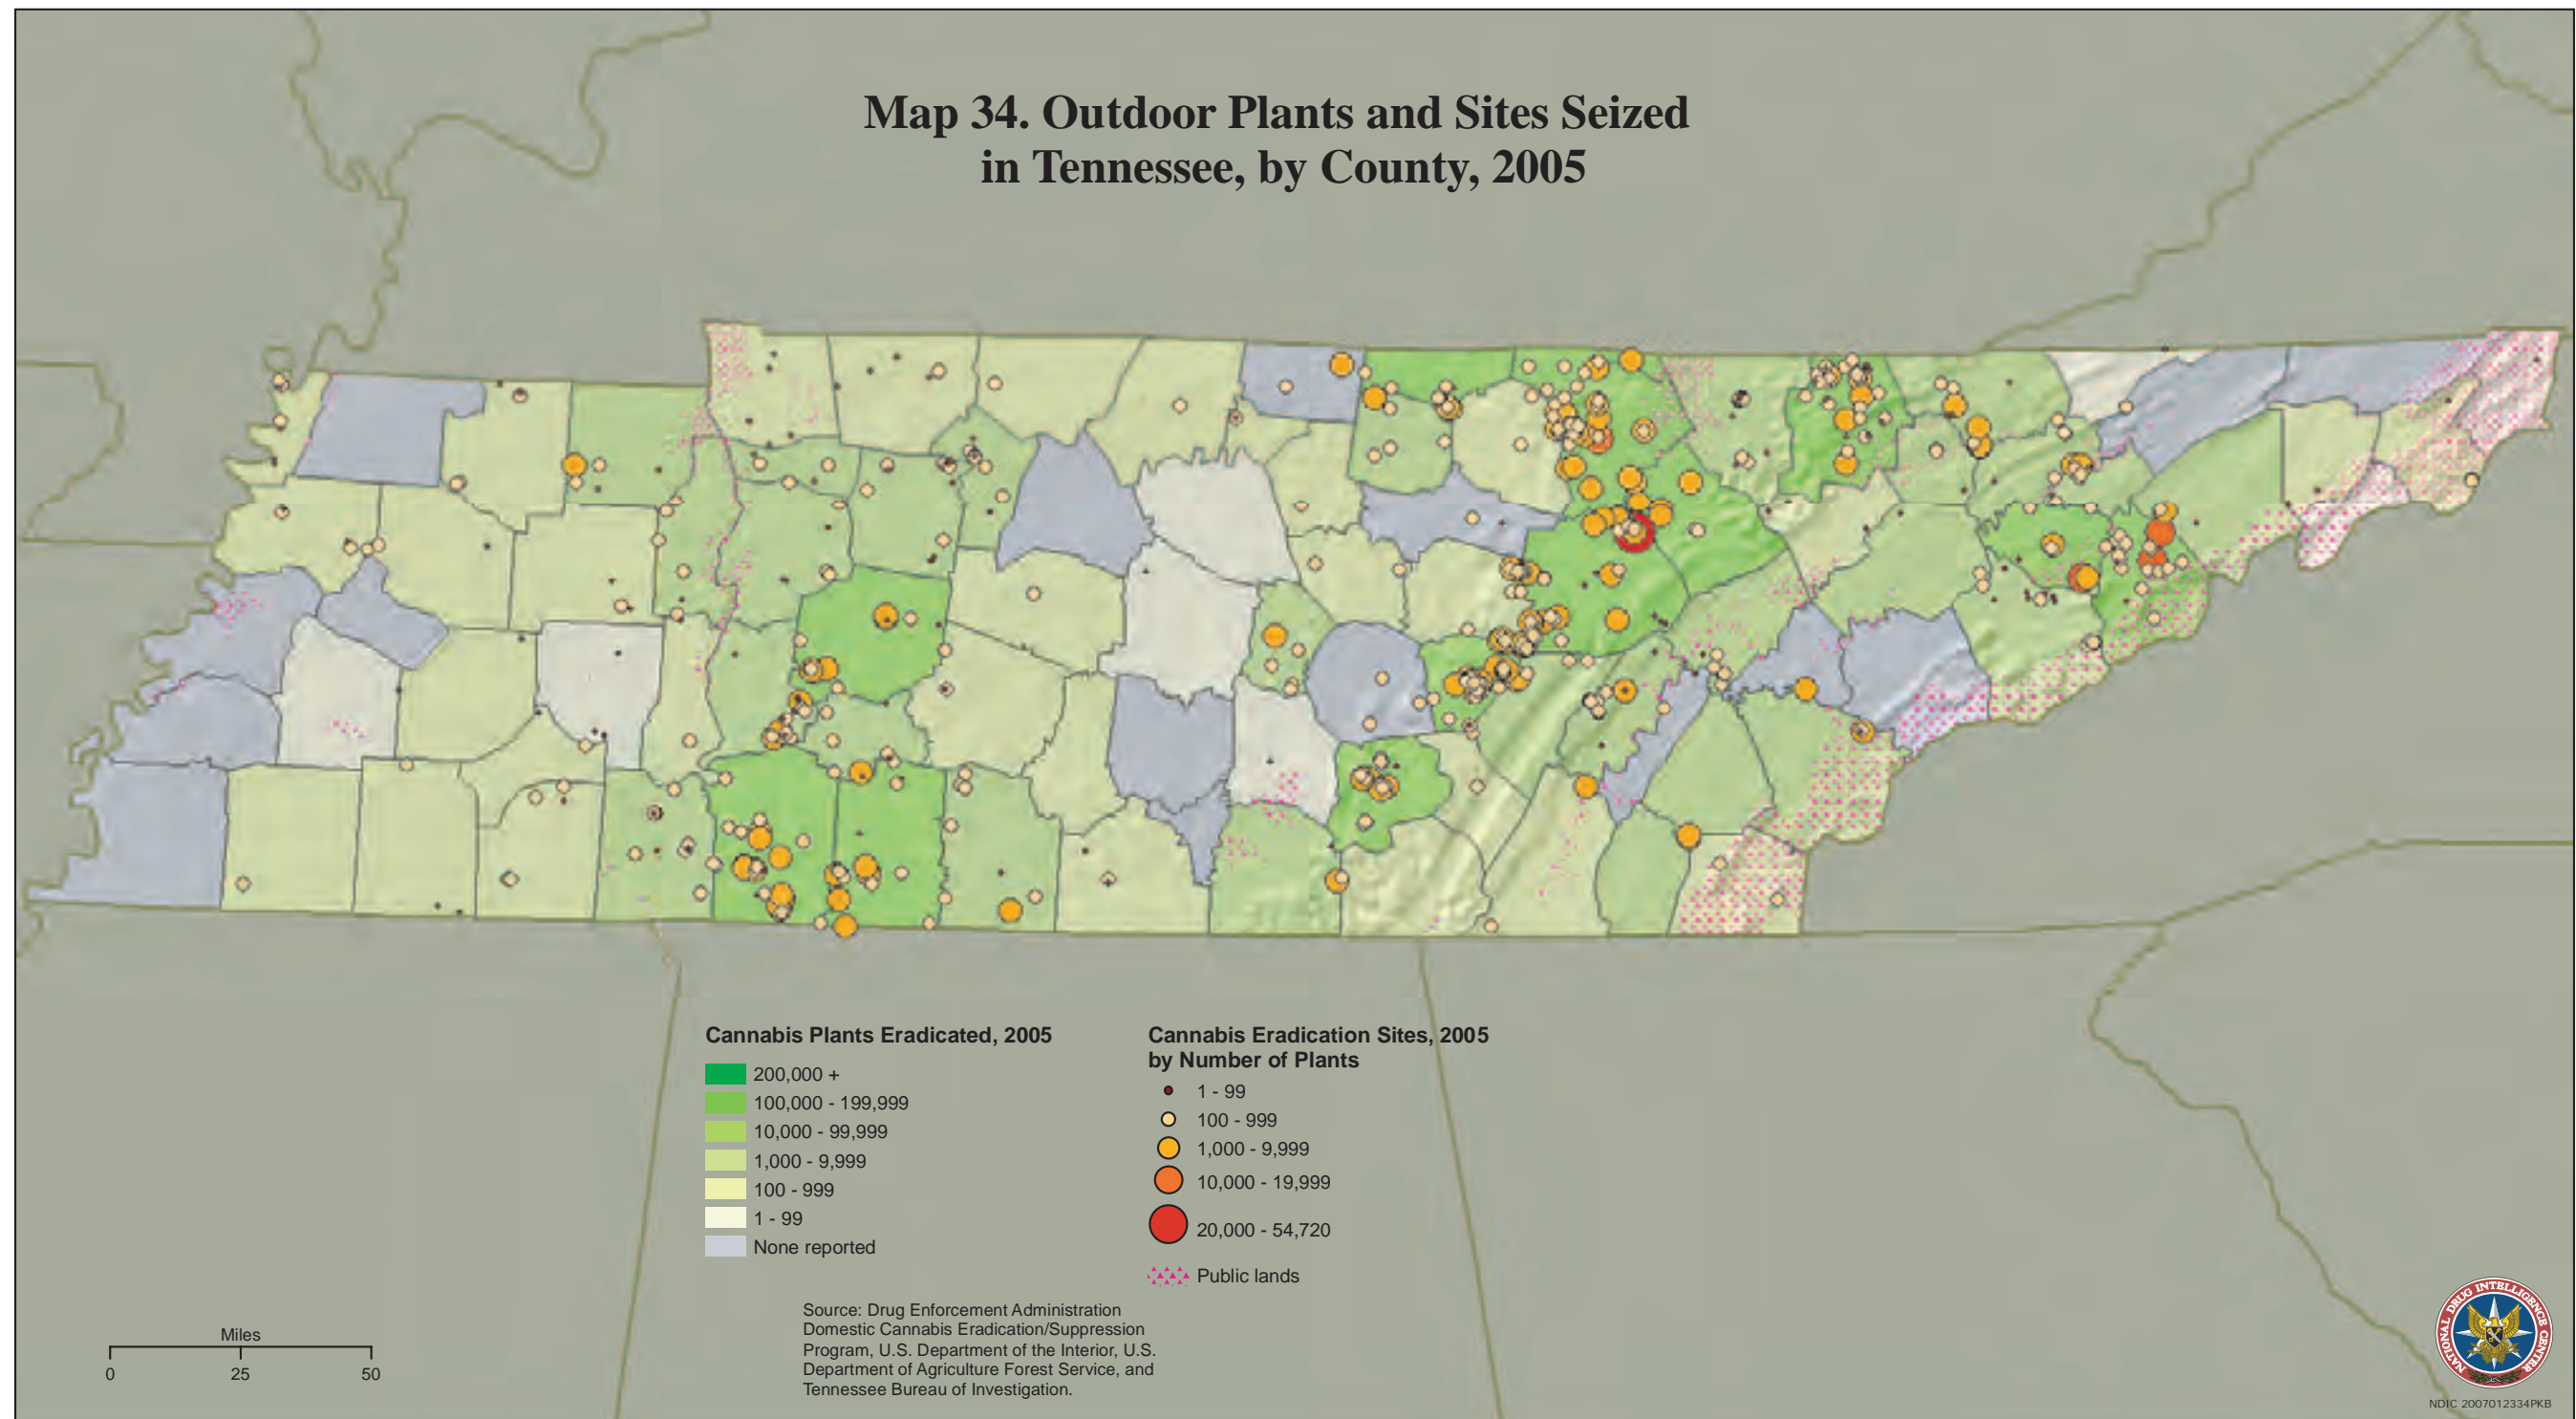 Map 34. Outdoor Plants and Sites Seized
in Tennessee, by County, 2005
Cannabis Plants Eradicated, 2005
200,000 +
100,000 - 199,999
10,000 - 99,999
1,000 - 9,999
100 - 999
1 - 99
None reported
Cannabis Eradication Sites, 2005
by Number of Plants
1 - 99
100 - 999
1,000 - 9,999
10,000 - 19,999
20,000 - 54,720
Public lands
Source: Drug Enforcement Administration
Domestic Cannabis Eradication/Suppression
Program, U.S. Department of the Interior, U.S.
Department of Agriculture Forest Service, and
Tennessee Bureau of Investigation.
Miles
0 25 50
NATIONAL DRUG INTELLIGENCE CENTER
NDIC 2007012334PKB